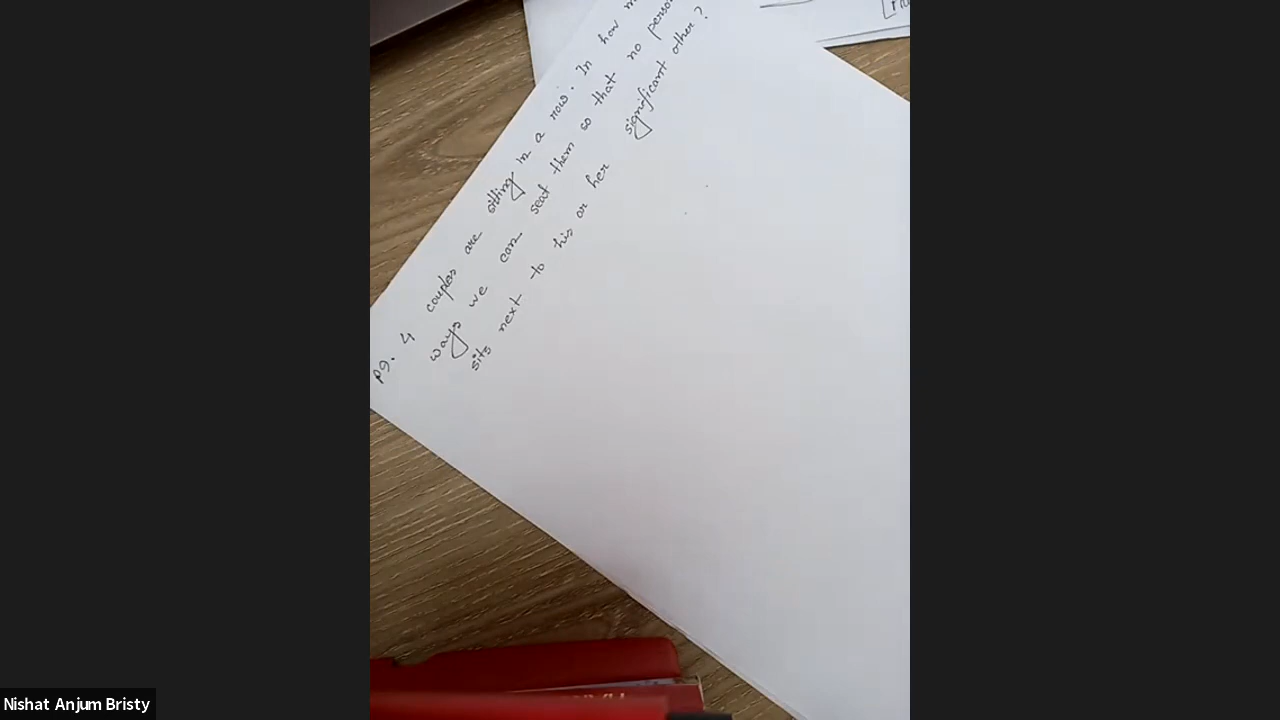 P9. 4 couples are sitting in a row. In how
ways we can seat them so that no person
sits next to his or her significant other?
Nishat Anjum Bristy